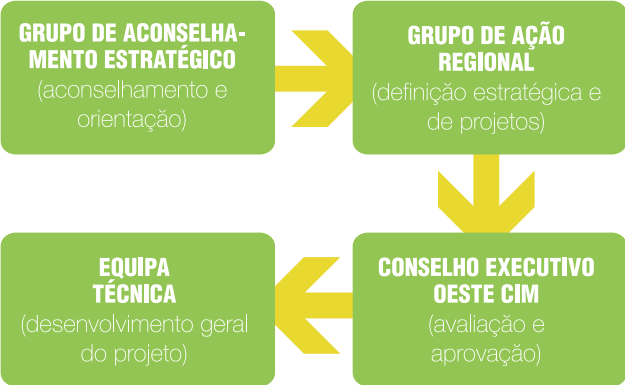 GRUPO DE ACONSELHA-
MENTO ESTRATÉGICO
(aconselhamento e
orientação)
GRUPO DE AÇÃO
REGIONAL
(definição estratégica e
de projetos)
CONSELHO EXECUTIVO
OESTE CIM
(avaliação e
aprovação)
EQUIPA
TÉCNICA
(desenvolvimento geral
do projeto)